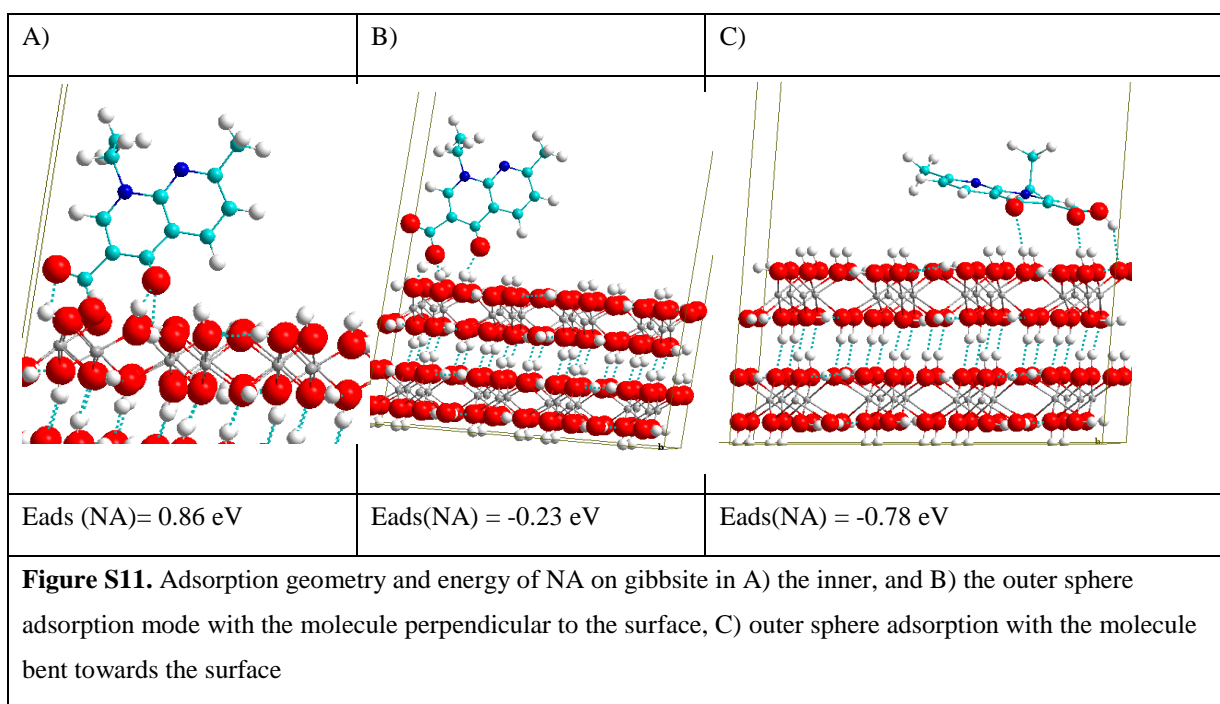 A)
B)
C)
b
Eads (NA)= 0.86 eV
Eads(NA) = -0.23 eV
Eads(NA) = -0.78 eV
Figure S11. Adsorption geometry and energy of NA on gibbsite in A) the inner, and B) the outer sphere
adsorption mode with the molecule perpendicular to the surface, C) outer sphere adsorption with the molecule
bent towards the surface